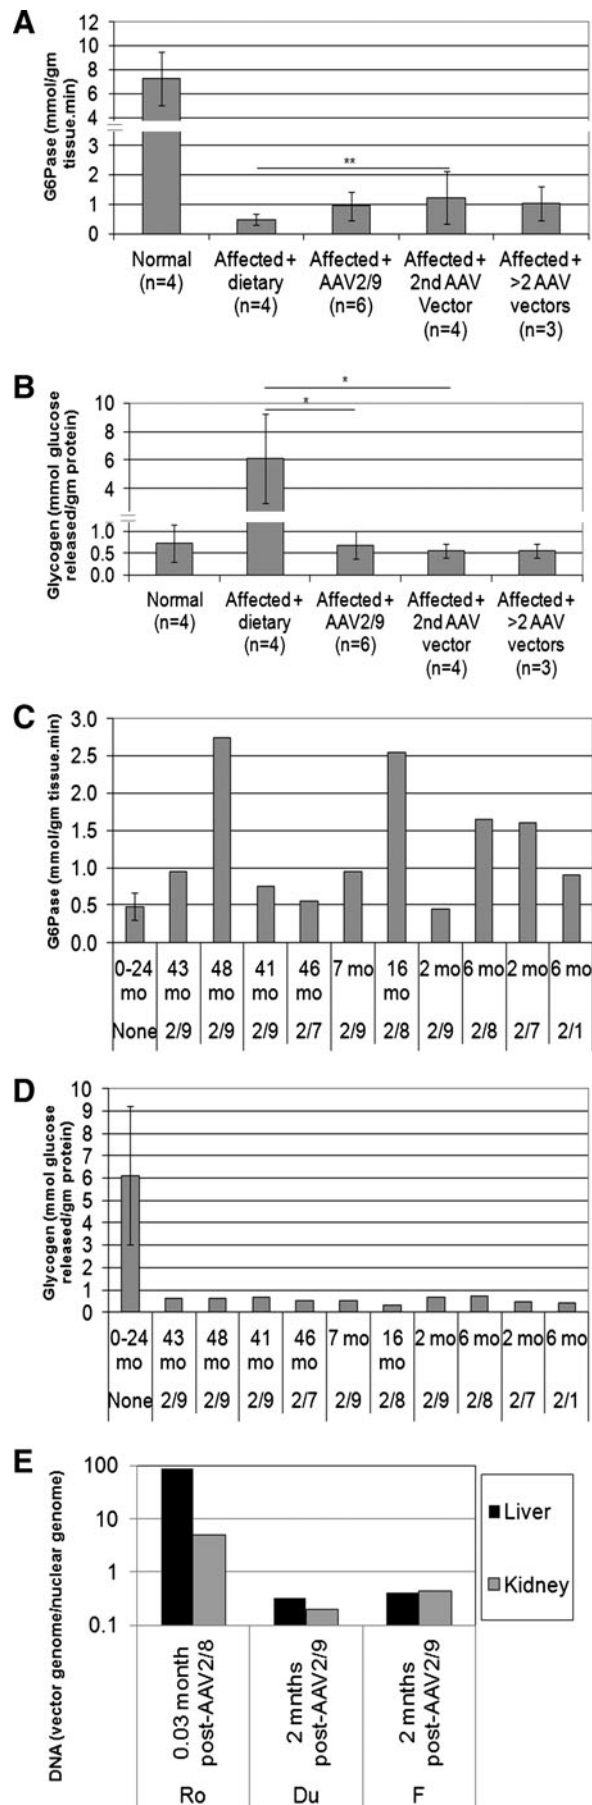 A
G6Pase (mmol/gm
tissue.min)
12
10
8
6
4
3
2
1
0
**
Normal
(n=4)
Affected +
dietary
(n=4)
Affected +
AAV2/9
(n=6)
Affected +
2nd AAV
Vector
(n=4)
Affected +
>2 AAV
vectors
(n=3)
B
Glycogen (mmol glucose
released/gm protein)
10
8
6
4
1.0
0.5
0.0
*
*
Normal
(n=4)
Affected +
dietary
(n=4)
Affected +
AAV2/9
(n=6)
Affected +
2nd AAV
vector
(n=4)
Affected +
>2 AAV
vectors
(n=3)
C
G6Pase (mmol/gm tissue.min)
3.0
2.5
2.0
1.5
1.0
0.5
0.0
0-24 43 48 41 46 7 mo 16 2 mo 6 mo 2 mo 6 mo
mo mo mo mo mo mo
None 2/9 2/9 2/9 2/7 2/9 2/8 2/9 2/8 2/7 2/1
D
Glycogen (mmol glucose
released/gm protein)
10
9
8
7
6
5
4
3
2
1
0
0-24 43 48 41 46 7 mo 16 2 mo 6 mo 2 mo 6 mo
mo mo mo mo mo mo
None 2/9 2/9 2/9 2/7 2/9 2/8 2/9 2/8 2/7 2/1
E
DNA (vector genome/nuclear genome)
100
10
1
0.1
Liver
Kidney
0.03 month
post-AAV2/8
2 mnths
post-AAV2/9
2 mnths
post-AAV2/9
Ro Du F